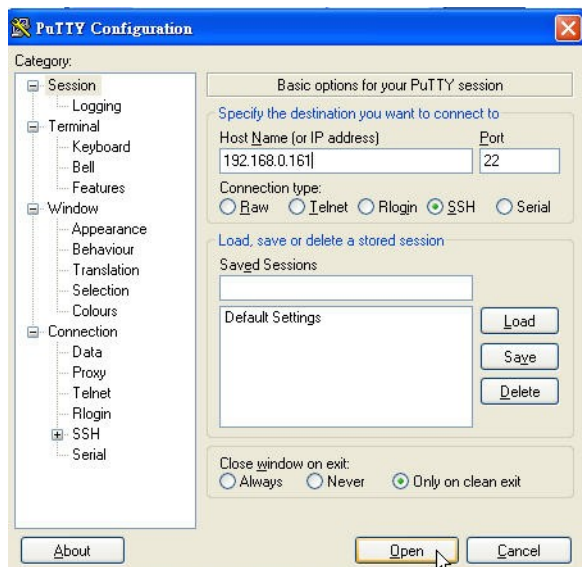 PuTTY Configuration
Category:
Session
Logging
Terminal
Keyboard
Bell
Features
Window
Appearance
Behaviour
Translation
Selection
Colours
Connection
Data
Proxy
Telnet
Rlogin
SSH
Serial
Basic options for your PuTTY session
Specify the destination you want to connect to
Host Name (or IP address) Port
192.168.0.161 22
Connection type:
Raw Telnet Rlogin SSH Serial
Load, save or delete a stored session
Saved Sessions
Default Settings
Load
Save
Delete
Close window on exit:
Always Never Only on clean exit
About Open Cancel